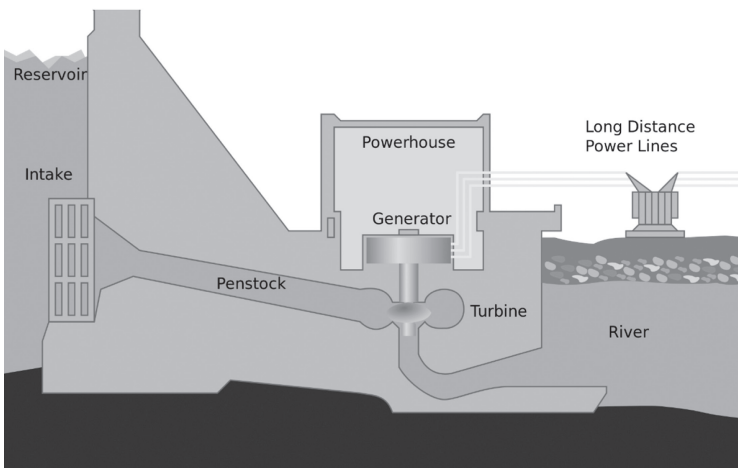 Reservoir
Intake
Powerhouse
Generator
Penstock
Turbine
Long Distance
Power Lines
River